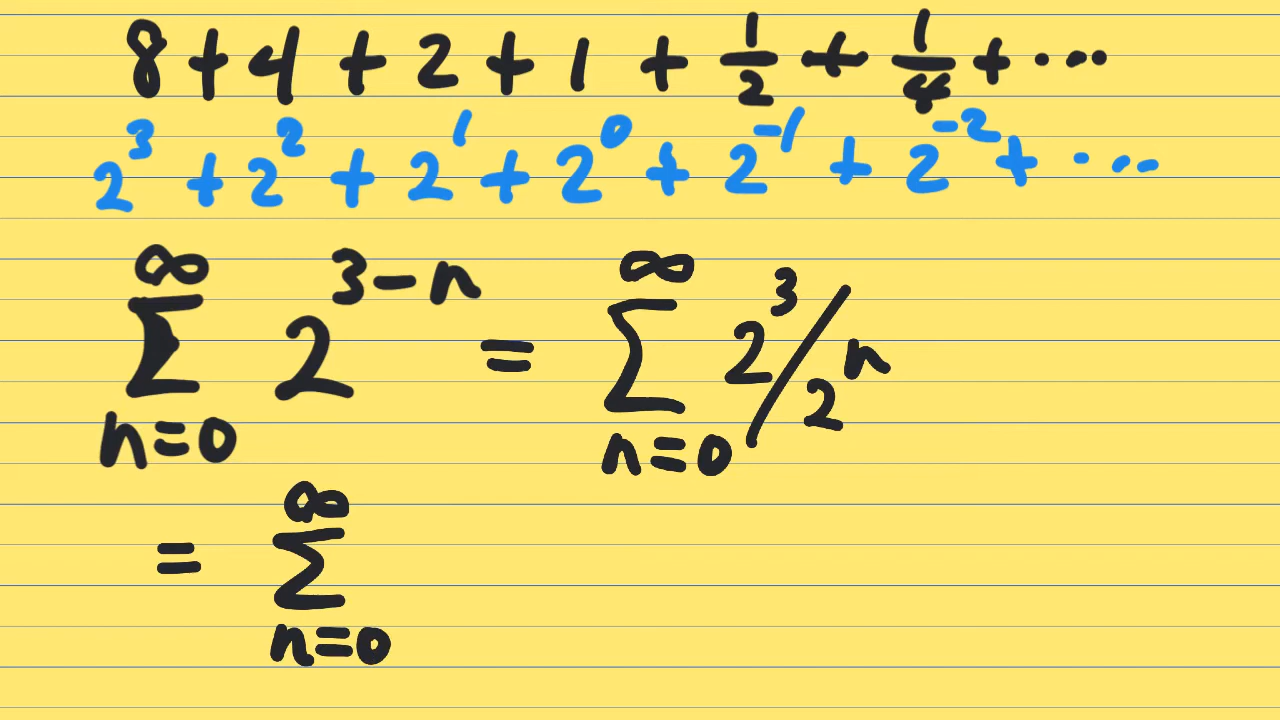 8 + 4 + 2 + 1 + 1/2 + 1/4 + ...
2^3 + 2^2 + 2^1 + 2^0 + 2^-1 + 2^-2 + ...
∞ ∑ n=0 2^(3-n) = ∞ ∑ n=0 2^3/2^n
= ∞ ∑ n=0